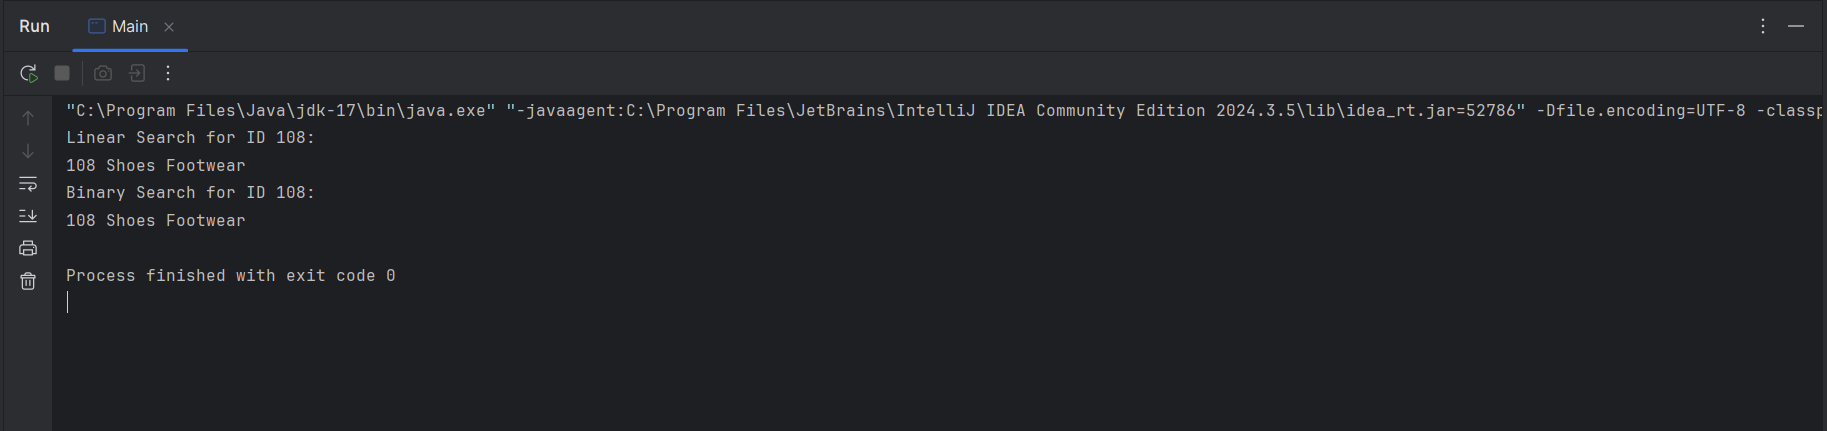 Run Main
"C:\Program Files\Java\jdk-17\bin\java.exe" "-javaagent:C:\Program Files\JetBrains\IntelliJ IDEA Community Edition 2024.3.5\lib\idea_rt.jar=52786" -Dfile.encoding=UTF-8 -classp
Linear Search for ID 108:
108 Shoes Footwear
Binary Search for ID 108:
108 Shoes Footwear
Process finished with exit code 0